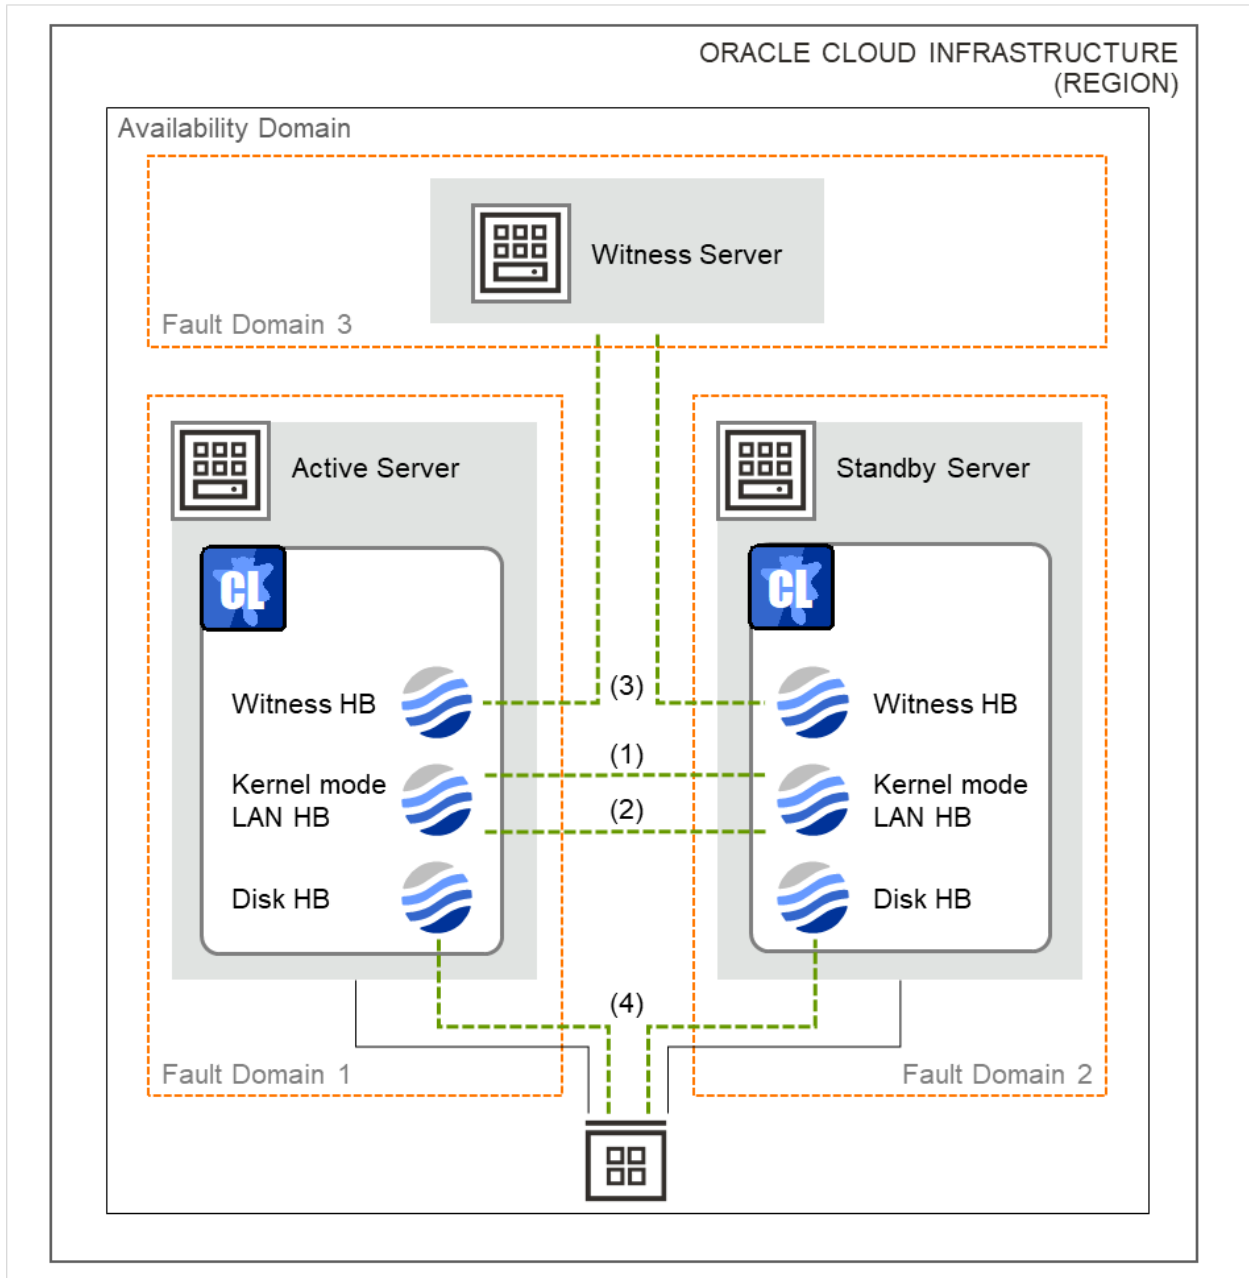 ORACLE CLOUD INFRASTRUCTURE
(REGION)
Availability Domain
Witness Server
Fault Domain 3
Active Server
Standby Server
CL
CL
(3)
Witness HB
Witness HB
(1)
Kernel mode
LAN HB
(2)
Kernel mode
LAN HB
Disk HB
Disk HB
(4)
Fault Domain 1
Fault Domain 2